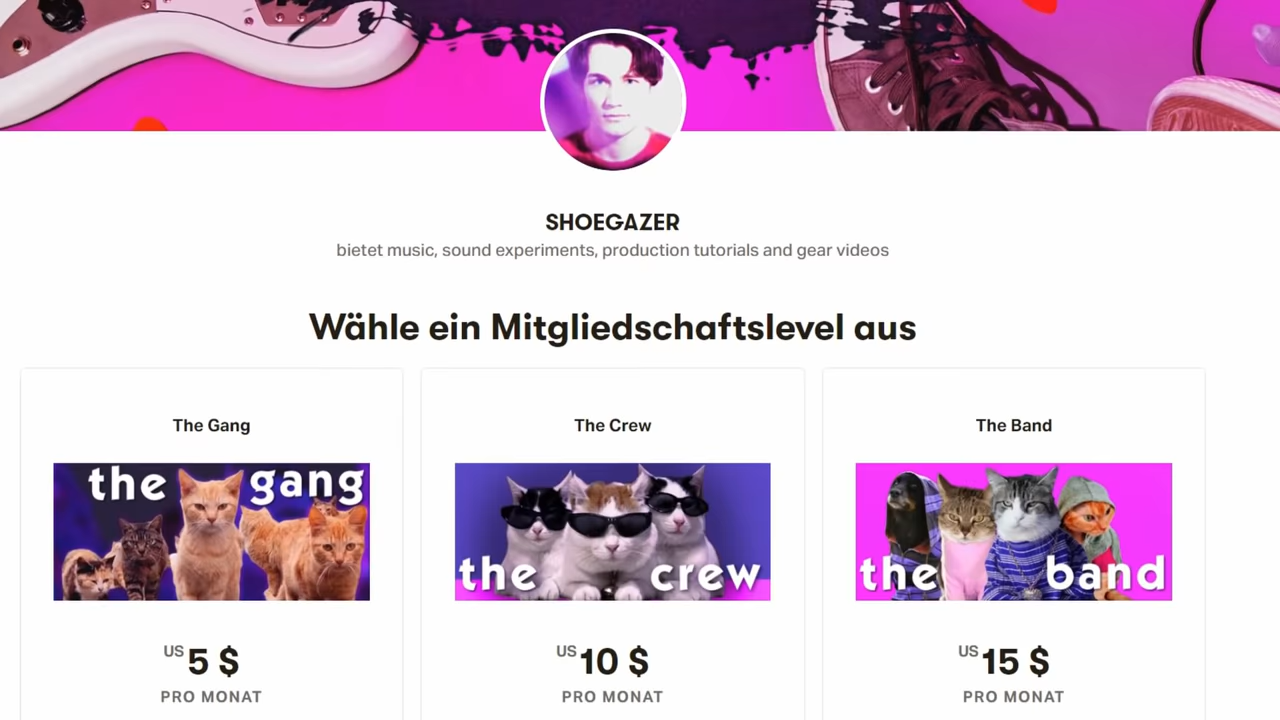 SHOEGAZER
bietet music, sound experiments, production tutorials and gear videos
Wähle ein Mitgliedschaftslevel aus
The Gang
the gang
US 5 $
PRO MONAT
The Crew
the crew
US 10 $
PRO MONAT
The Band
the band
US 15 $
PRO MONAT